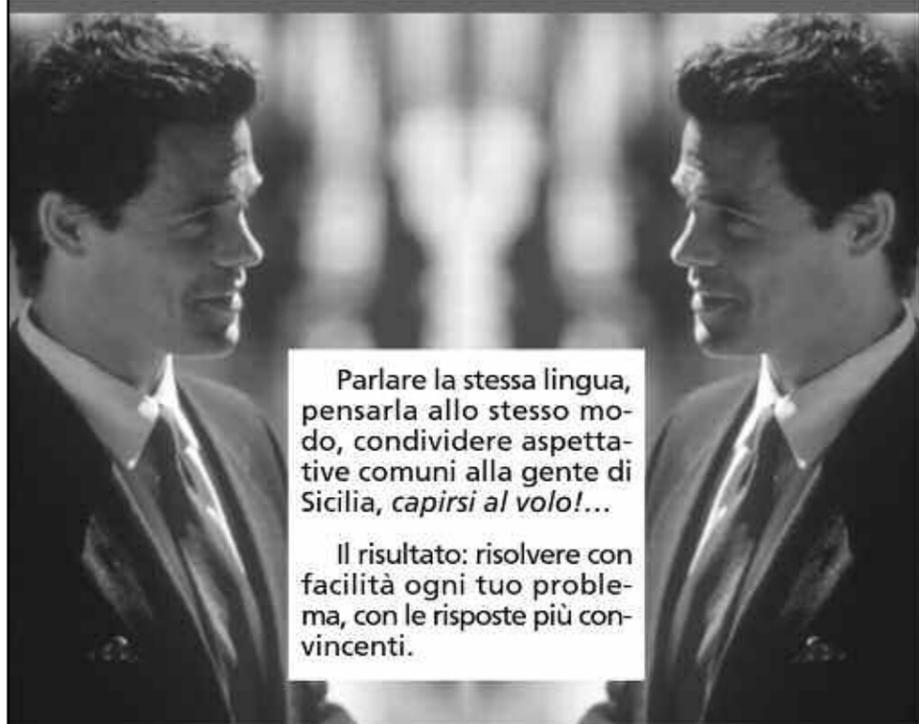 Parlare la stessa lingua,
pensarla allo stesso mo-
do, condividere aspetta-
tive comuni alla gente di
Sicilia, capirsi al volo!...
Il risultato: risolvere con
facilità ogni tuo proble-
ma, con le risposte più con-
vincenti.